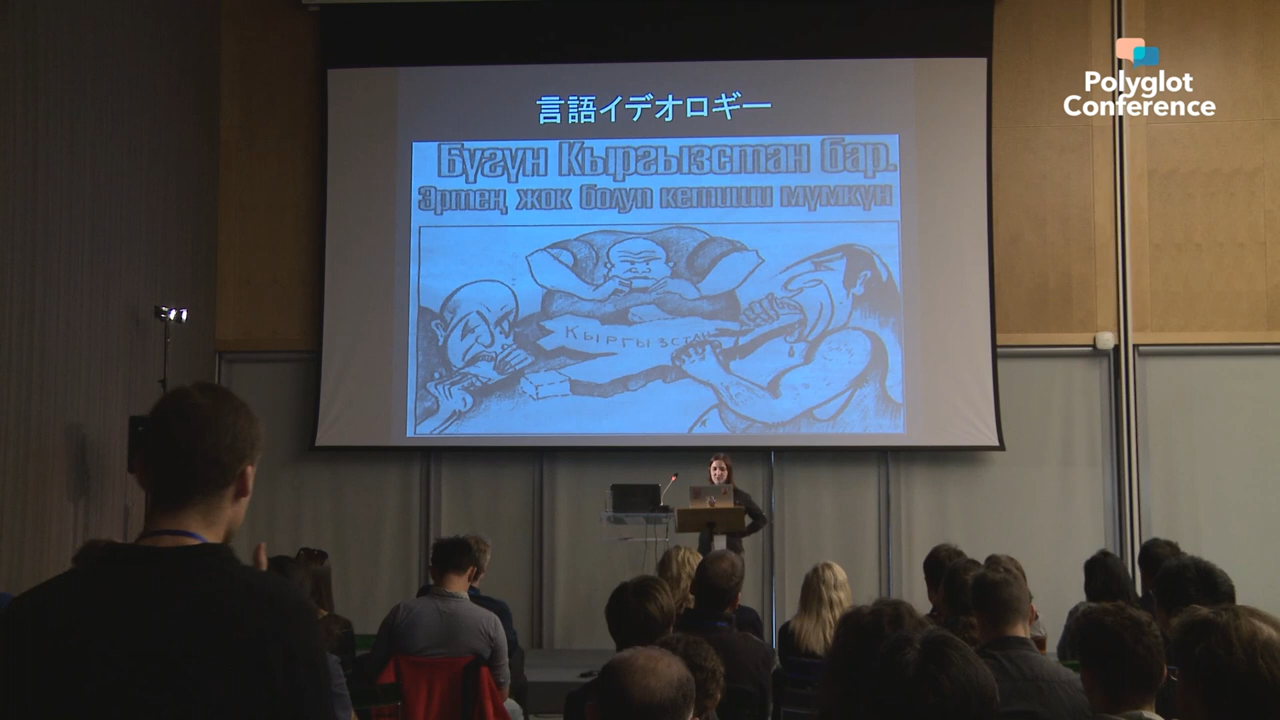 Polyglot
Conference
言語イデオロギー
Бүгүн Кыргызстан бар.
Эртең жок болуп кетиши мүмкүн
КЫРГЫЗСТАН